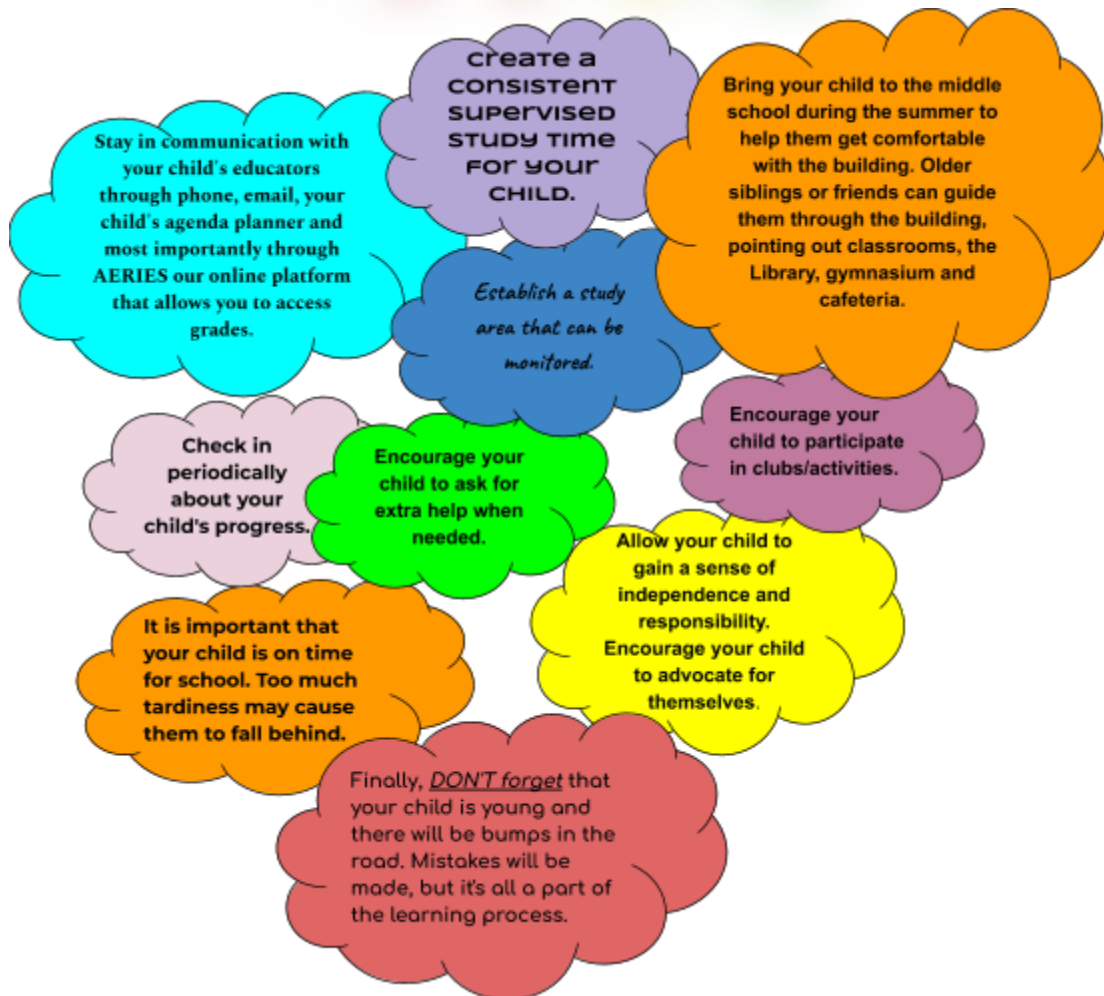 Create a
consistent
supervised
study time
for your
child.
Bring your child to the middle
school during the summer to
help them get comfortable
with the building. Older
siblings or friends can guide
them through the building,
pointing out classrooms, the
Library, gymnasium and
cafeteria.
Stay in communication with
your child's educators
through phone, email, your
child's agenda planner and
most importantly through
AERIES our online platform
that allows you to access
grades.
Establish a study
area that can be
monitored.
Check in
periodically
about your
child's progress.
Encourage your
child to ask for
extra help when
needed.
Encourage your
child to participate
in clubs/activities.
Allow your child to
gain a sense of
independence and
responsibility.
Encourage your child
to advocate for
themselves.
It is important that
your child is on time
for school. Too much
tardiness may cause
them to fall behind.
Finally, DON'T forget that
your child is young and
there will be bumps in the
road. Mistakes will be
made, but it's all a part of
the learning process.